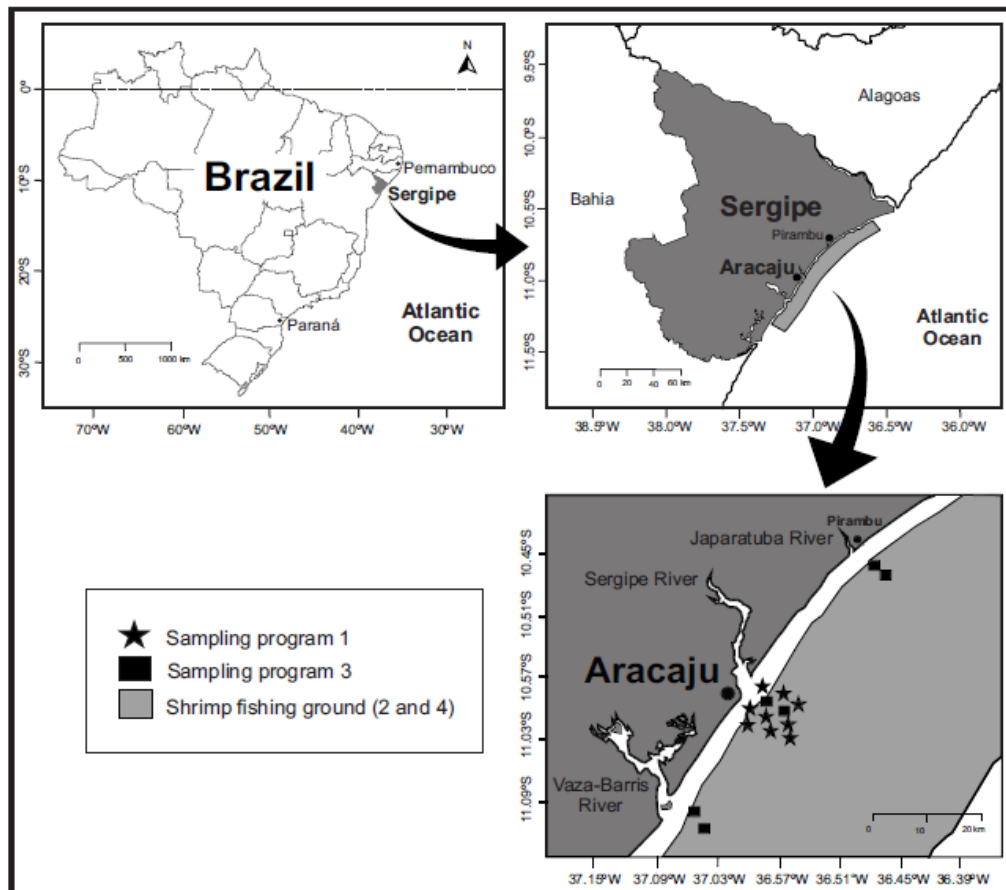 N
0°
10°S
20°S
30°S
Brazil
Pernambuco
Sergipe
Paraná
Atlantic
Ocean
0 500 1000 km
70°W 60°W 50°W 40°W 30°W
9.5°S
10.0°S
10.5°S
11.0°S
11.5°S
Alagoas
Bahia
Sergipe
Pirambu
Aracaju
Atlantic
Ocean
0 20 40 60 km
38.9°W 38.0°W 37.5°W 37.0°W 36.5°W 36.0°W
Sampling program 1
Sampling program 3
Shrimp fishing ground (2 and 4)
10.45°S
10.51°S
10.57°S
11.03°S
11.09°S
Pirambu
Japaratuba River
Sergipe River
Aracaju
Vaza-Barris
River
0 10 20 km
37.15°W 37.09°W 37.03°W 36.57°W 36.51°W 36.45°W 36.39°W